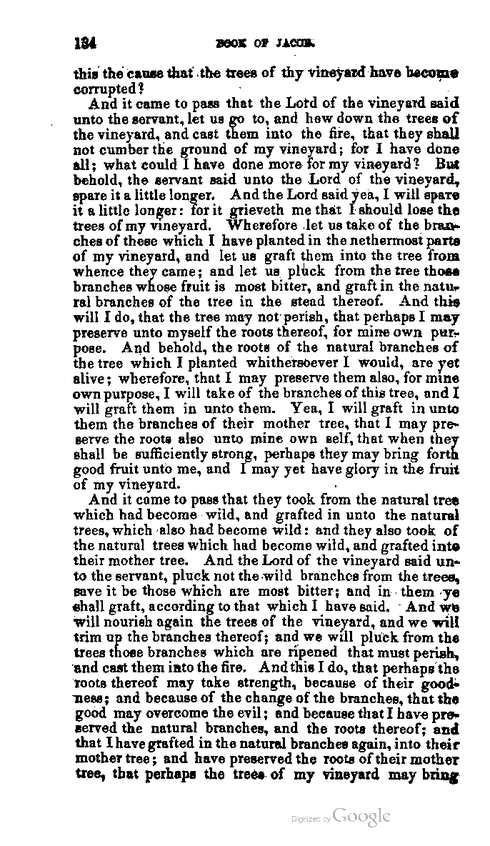 134 BOOK OF JACOB.
this the cause that the trees of thy vineyard have become
corrupted?
And it came to pass that the Lord of the vineyard said
unto the servant, let us go to, and hew down the trees of
the vineyard, and cast them into the fire, that they shall
not cumber the ground of my vineyard; for I have done
all; what could I have done more for my vineyard? But
behold, the servant said unto the Lord of the vineyard,
spare it a little longer. And the Lord said yea, I will spare
it a little longer: for it grieveth me that I should lose the
trees of my vineyard. Wherefore let us take of the bran-
ches of these which I have planted in the nethermost parts
of my vineyard, and let us graft them into the tree from
whence they came; and let us pluck from the tree those
branches whose fruit is most bitter, and graft in the natu-
ral branches of the tree in the stead thereof. And this
will I do, that the tree may not perish, that perhaps I may
preserve unto myself the roots thereof, for mine own pur-
pose. And behold, the roots of the natural branches of
the tree which I planted whithersoever I would, are yet
alive; wherefore, that I may preserve them also, for mine
own purpose, I will take of the branches of this tree, and I
will graft them in unto them. Yea, I will graft in unto
them the branches of their mother tree, that I may pre-
serve the roots also unto mine own self, that when they
shall be sufficiently strong, perhaps they may bring forth
good fruit unto me, and I may yet have glory in the fruit
of my vineyard.
And it came to pass that they took from the natural tree
which had become wild, and grafted in unto the natural
trees, which also had become wild: and they also took of
the natural trees which had become wild, and grafted into
their mother tree. And the Lord of the vineyard said un-
to the servant, pluck not the wild branches from the trees,
save it be those which are most bitter; and in them ye
shall graft, according to that which I have said. And we
will nourish again the trees of the vineyard, and we will
trim up the branches thereof; and we will pluck from the
trees those branches which are ripened that must perish,
and cast them into the fire. And this I do, that perhaps the
roots thereof may take strength, because of their good-
ness; and because of the change of the branches, that the
good may overcome the evil; and because that I have pre-
served the natural branches, and the roots thereof; and
that I have grafted in the natural branches again, into their
mother tree; and have preserved the roots of their mother
tree, that perhaps the trees of my vineyard may bring
Digitized by Google